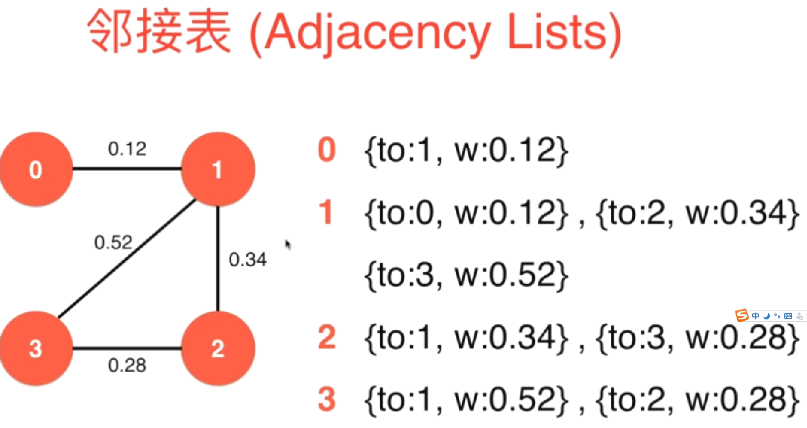 邻接表 (Adjacency Lists)
0 0.12 1
0.52
0.34
3 0.28 2
0 {to:1, w:0.12}
1 {to:0, w:0.12} , {to:2, w:0.34}
{to:3, w:0.52}
2 {to:1, w:0.34} , {to:3, w:0.28}
3 {to:1, w:0.52} , {to:2, w:0.28}
S 中